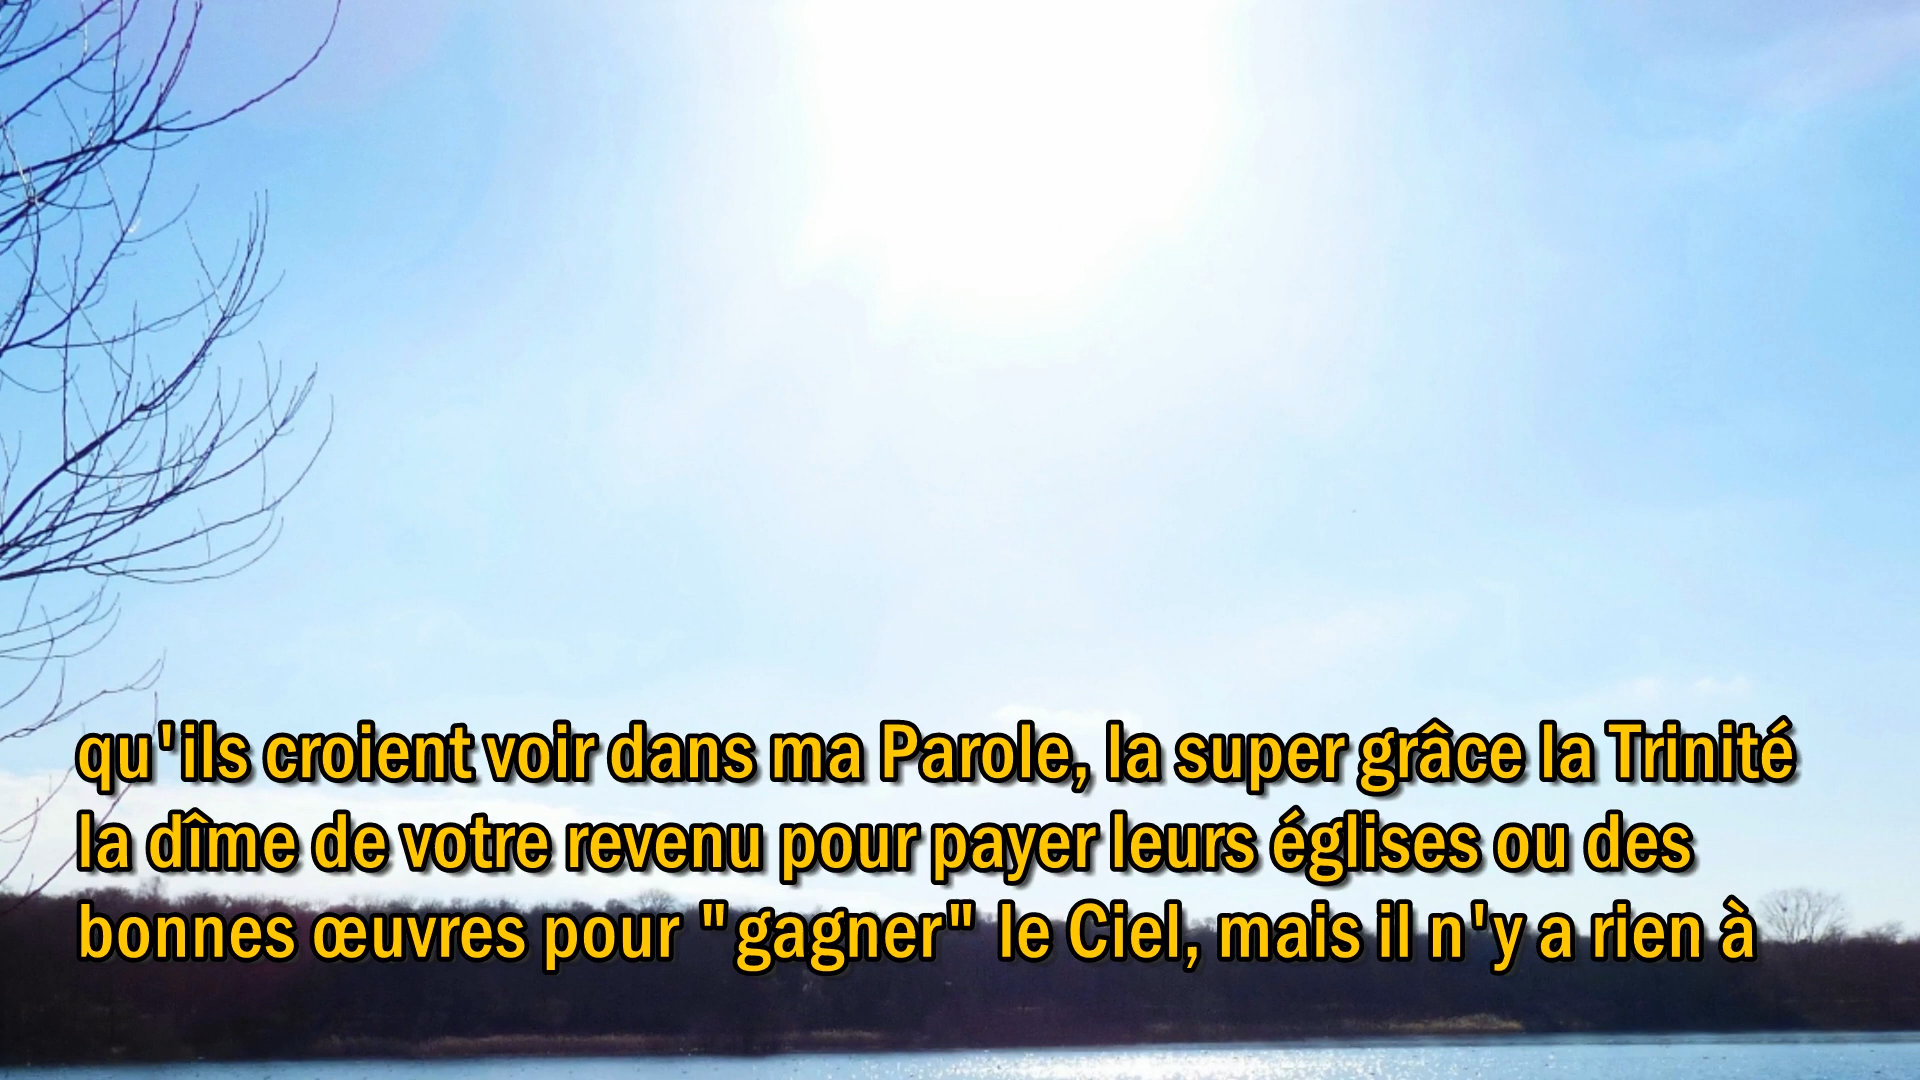 qu'ils croient voir dans ma Parole, la super grâce la Trinité
la dîme de votre revenu pour payer leurs églises ou des
bonnes œuvres pour "gagner" le Ciel, mais il n'y a rien à